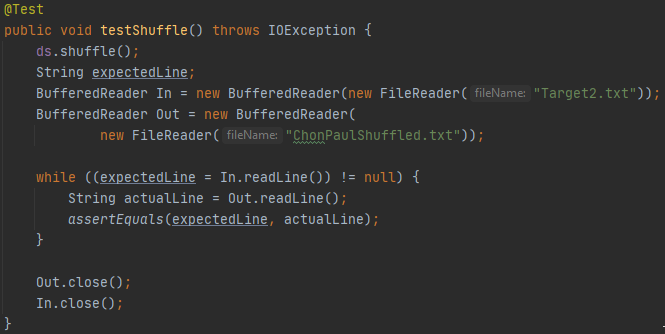 @Test
public void testShuffle() throws IOException {
ds.shuffle();
String expectedLine;
BufferedReader In = new BufferedReader(new FileReader( fileName: "Target2.txt"));
BufferedReader Out = new BufferedReader(
new FileReader( fileName: "ChonPaulShuffled.txt"));
while ((expectedLine = In.readLine()) != null) {
String actualLine = Out.readLine();
assertEquals(expectedLine, actualLine);
}
Out.close();
In.close();
}